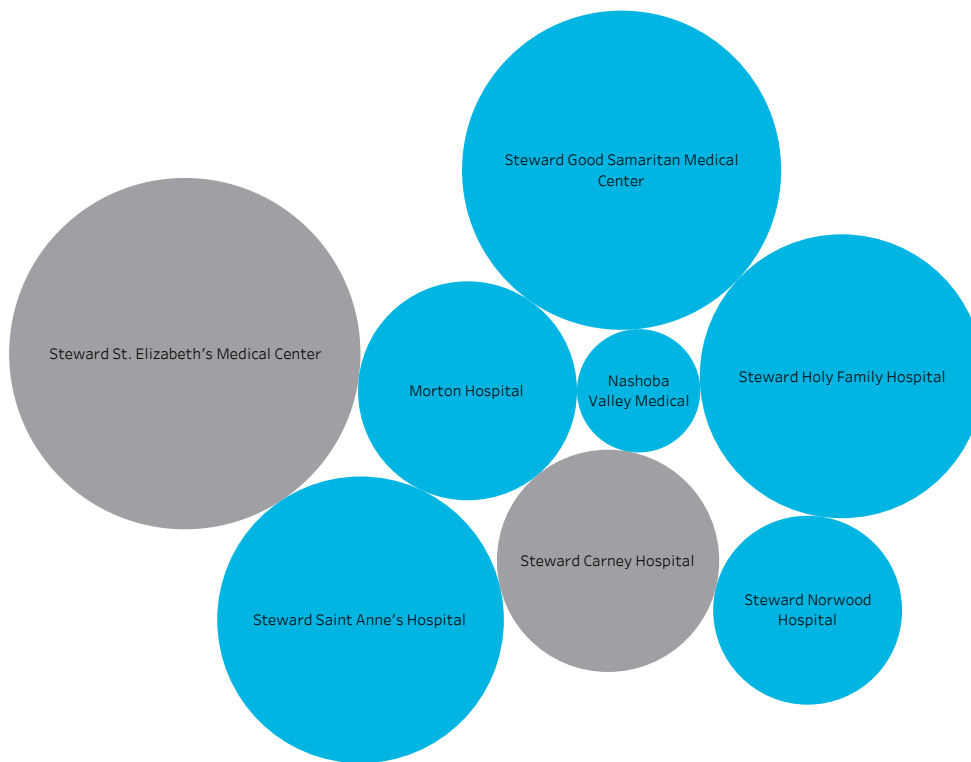 Steward Good Samaritan Medical
Center
Steward St. Elizabeth’s Medical Center
Morton Hospital
Nashoba
Valley Medical
Steward Holy Family Hospital
Steward Carney Hospital
Steward Saint Anne’s Hospital
Steward Norwood
Hospital